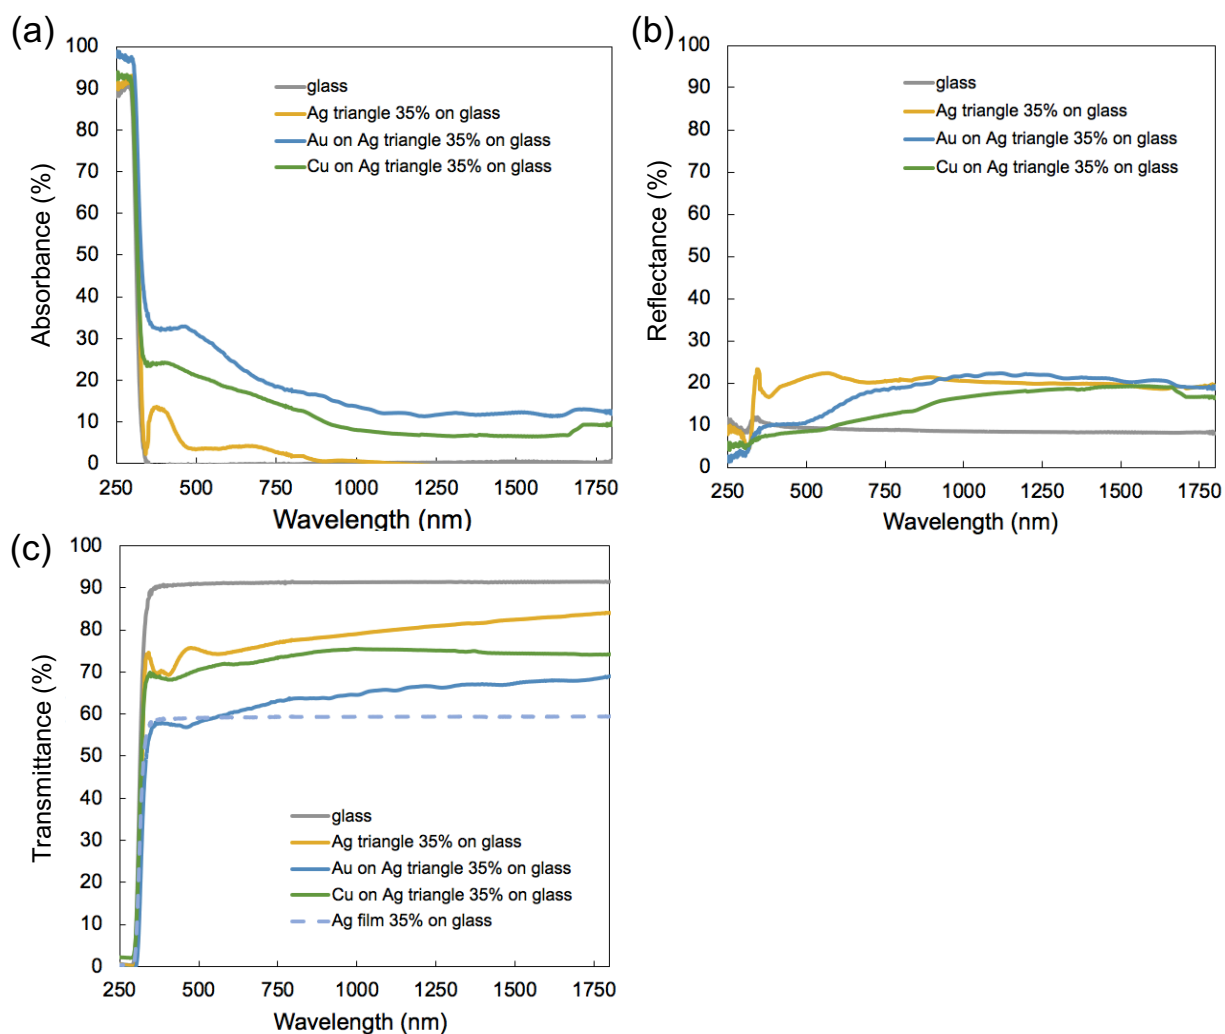 (a)
100
90
80
70
60
50
40
30
20
10
0
Absorbance (%)
glass
Ag triangle 35% on glass
Au on Ag triangle 35% on glass
Cu on Ag triangle 35% on glass
250 500 750 1000 1250 1500 1750
Wavelength (nm)
(b)
100
90
80
70
60
50
40
30
20
10
0
Reflectance (%)
glass
Ag triangle 35% on glass
Au on Ag triangle 35% on glass
Cu on Ag triangle 35% on glass
250 500 750 1000 1250 1500 1750
Wavelength (nm)
(c)
100
90
80
70
60
50
40
30
20
10
0
Transmittance (%)
glass
Ag triangle 35% on glass
Au on Ag triangle 35% on glass
Cu on Ag triangle 35% on glass
Ag film 35% on glass
250 500 750 1000 1250 1500 1750
Wavelength (nm)